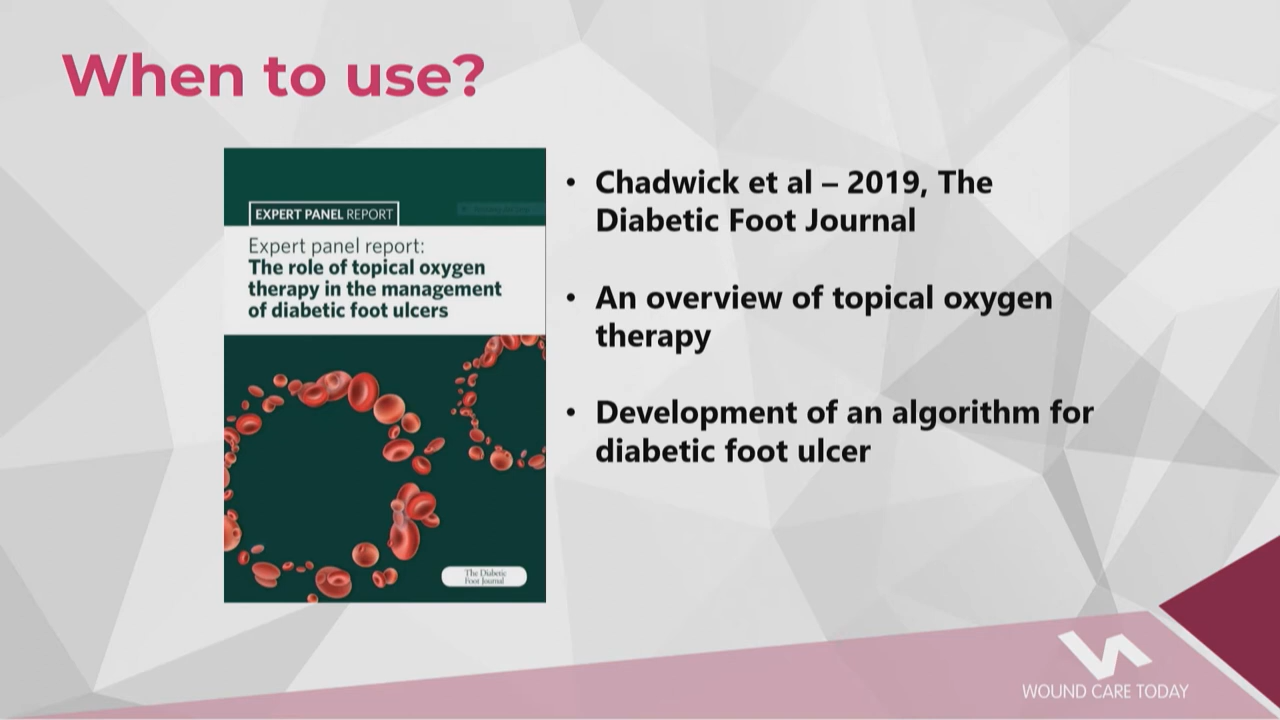 When to use?
EXPERT PANEL REPORT
Expert panel report:
The role of topical oxygen
therapy in the management
of diabetic foot ulcers
The Diabetic
Foot Journal
• Chadwick et al – 2019, The
Diabetic Foot Journal
• An overview of topical oxygen
therapy
• Development of an algorithm for
diabetic foot ulcer
WOUND CARE TODAY